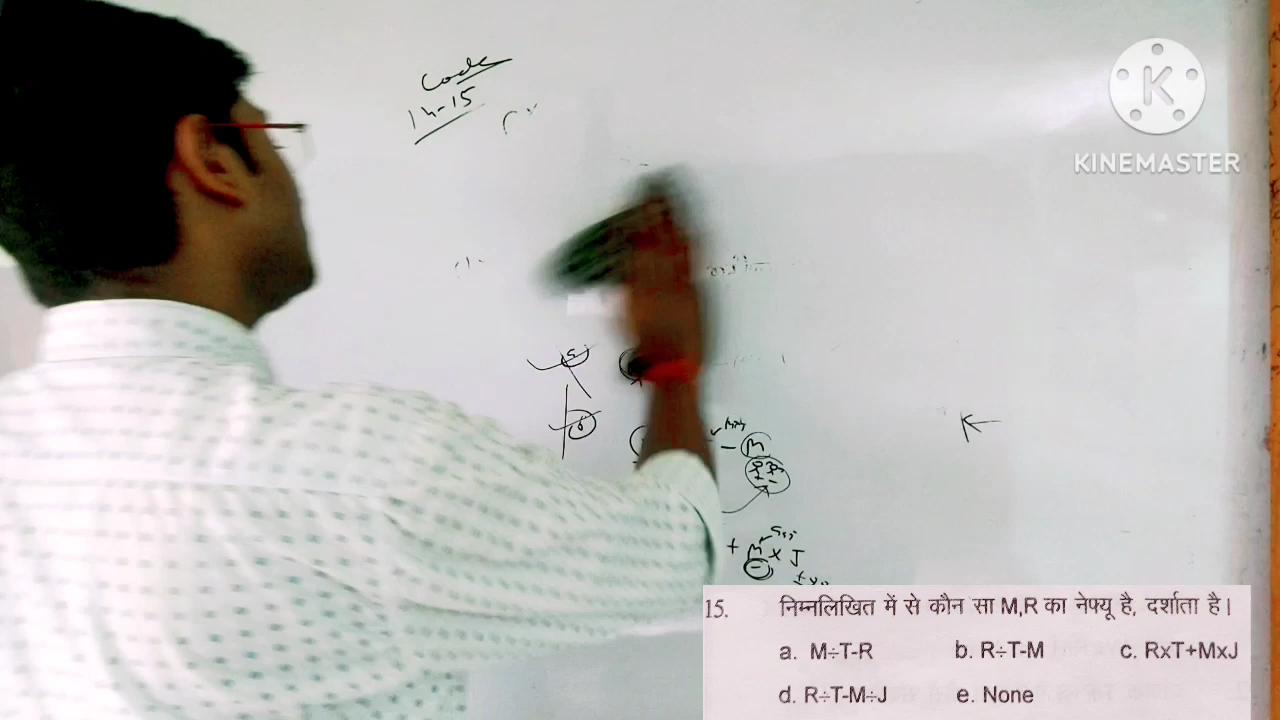 Code
14-15
KINEMASTER
- M
+ M x J
15. निम्नलिखित में से कौन सा M,R का नेफ्यू है, दर्शाता है।
a. M÷T-R b. R÷T-M c. RxT+MxJ
d. R÷T-M÷J e. None